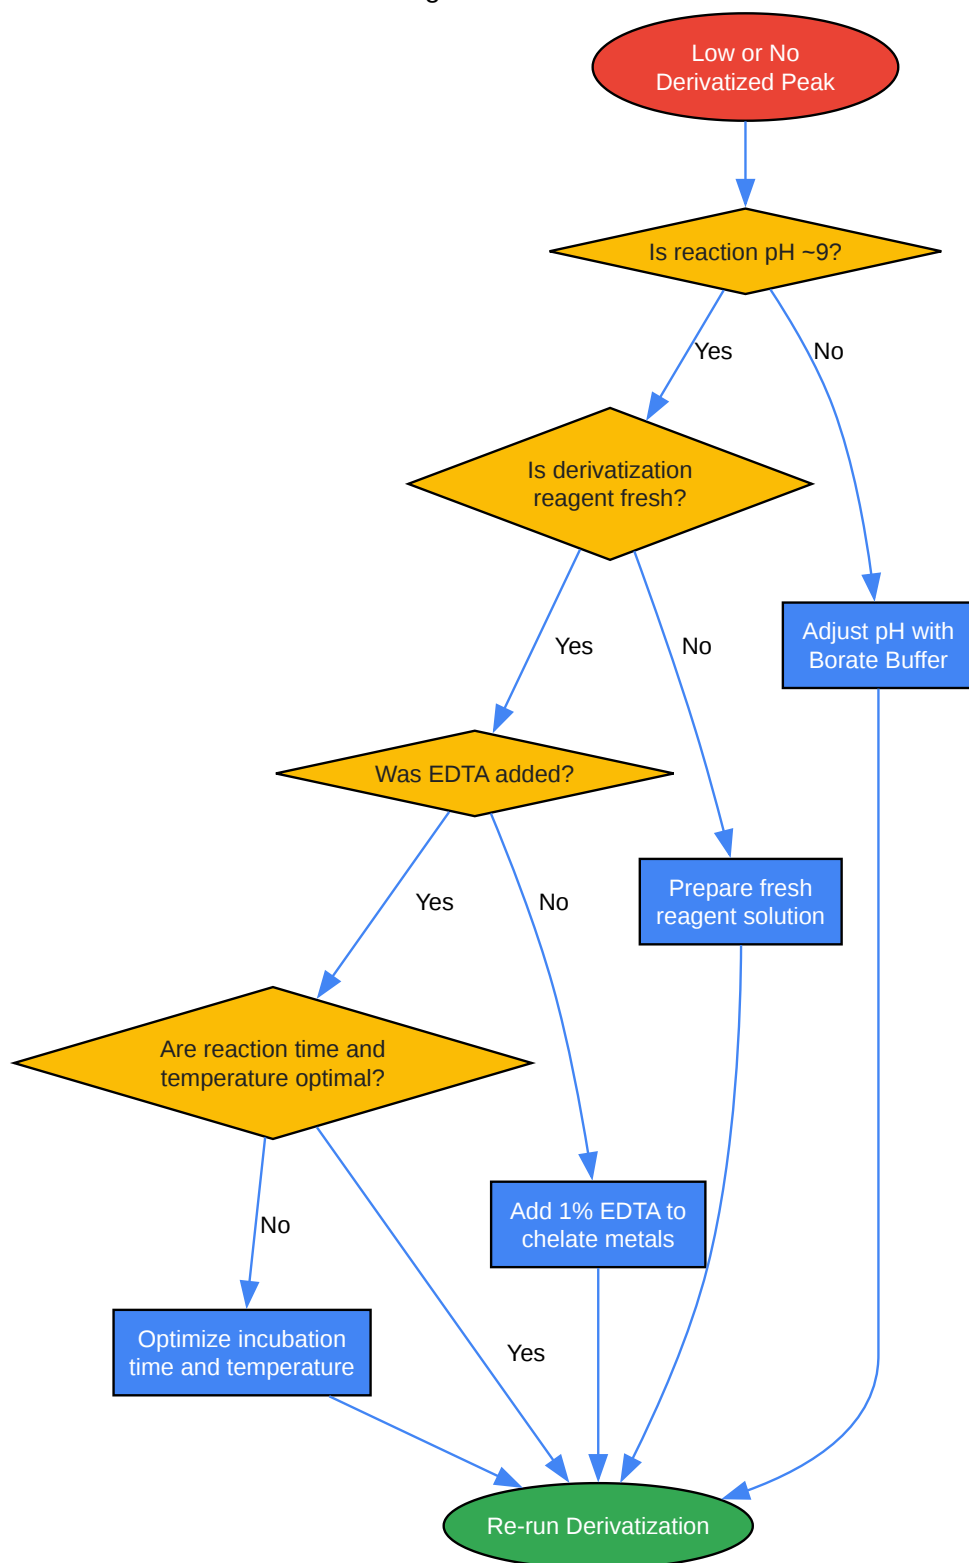 Low or No
Derivatized Peak
Is reaction pH ~9?
Yes
No
Is derivatization
reagent fresh?
Adjust pH with
Borate Buffer
Yes
No
Was EDTA added?
Prepare fresh
reagent solution
Yes
No
Are reaction time and
temperature optimal?
Add 1% EDTA to
chelate metals
No
Optimize incubation
time and temperature
Yes
Re-run Derivatization